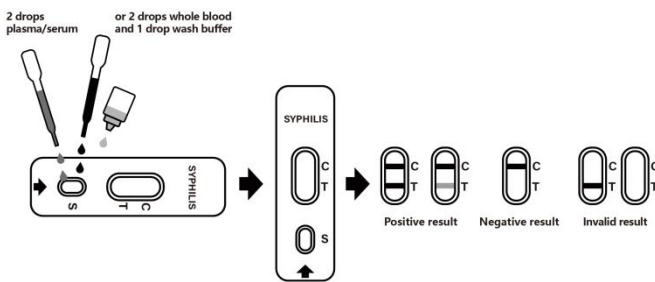 2 drops
plasma/serum
or 2 drops whole blood
and 1 drop wash buffer
S
T
C
SYPHILIS
SYPHILIS
C
T
S
C
T
C
T
C
T
C
T
C
T
Positive result
Negative result
Invalid result